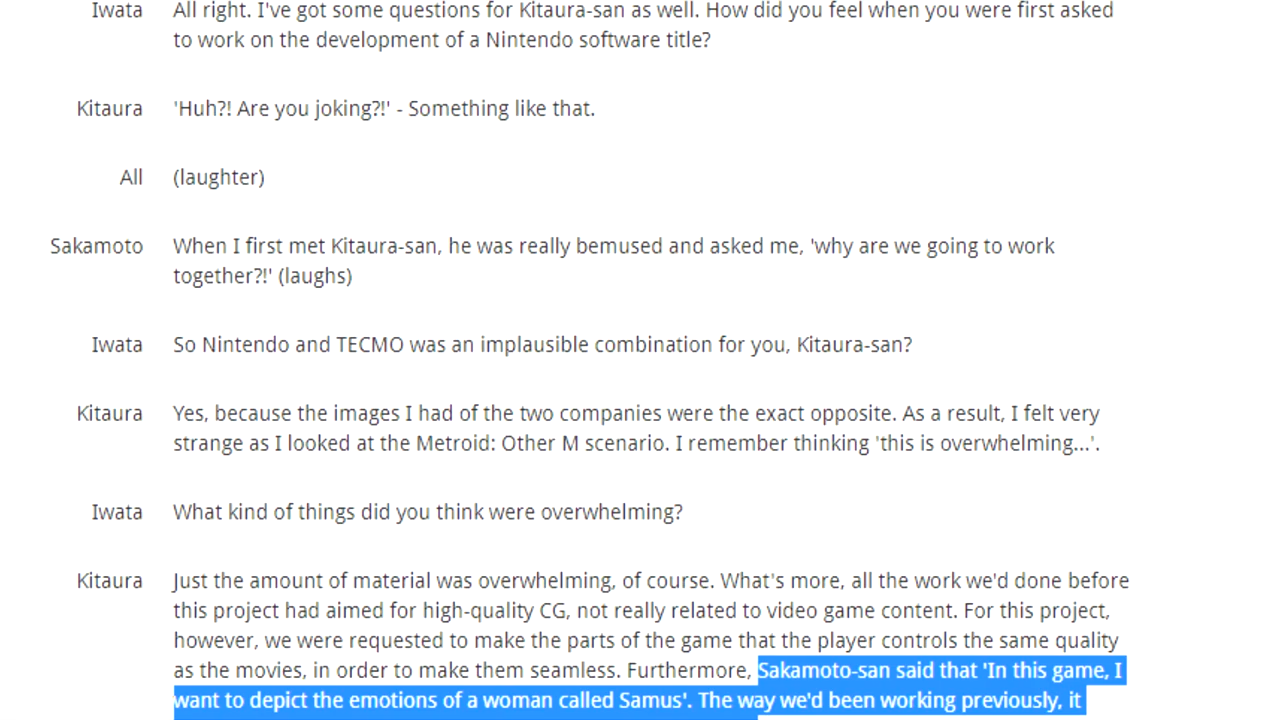 Iwata All right. I've got some questions for Kitaura-san as well. How did you feel when you were first asked
to work on the development of a Nintendo software title?
Kitaura 'Huh?! Are you joking?!' - Something like that.
All (laughter)
Sakamoto When I first met Kitaura-san, he was really bemused and asked me, 'why are we going to work
together?!' (laughs)
Iwata So Nintendo and TECMO was an implausible combination for you, Kitaura-san?
Kitaura Yes, because the images I had of the two companies were the exact opposite. As a result, I felt very
strange as I looked at the Metroid: Other M scenario. I remember thinking 'this is overwhelming...'.
Iwata What kind of things did you think were overwhelming?
Kitaura Just the amount of material was overwhelming, of course. What's more, all the work we'd done before
this project had aimed for high-quality CG, not really related to video game content. For this project,
however, we were requested to make the parts of the game that the player controls the same quality
as the movies, in order to make them seamless. Furthermore, Sakamoto-san said that 'In this game, I
want to depict the emotions of a woman called Samus'. The way we'd been working previously, it